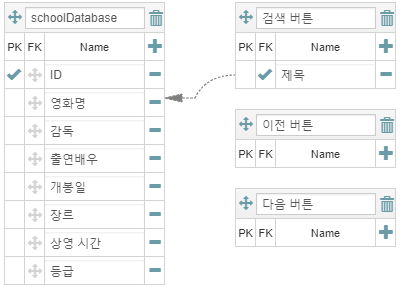 schoolDatabase
PK FK Name
ID
영화명
감독
출연배우
개봉일
장르
상영 시간
등급
검색 버튼
PK FK Name
제목
이전 버튼
PK FK Name
다음 버튼
PK FK Name